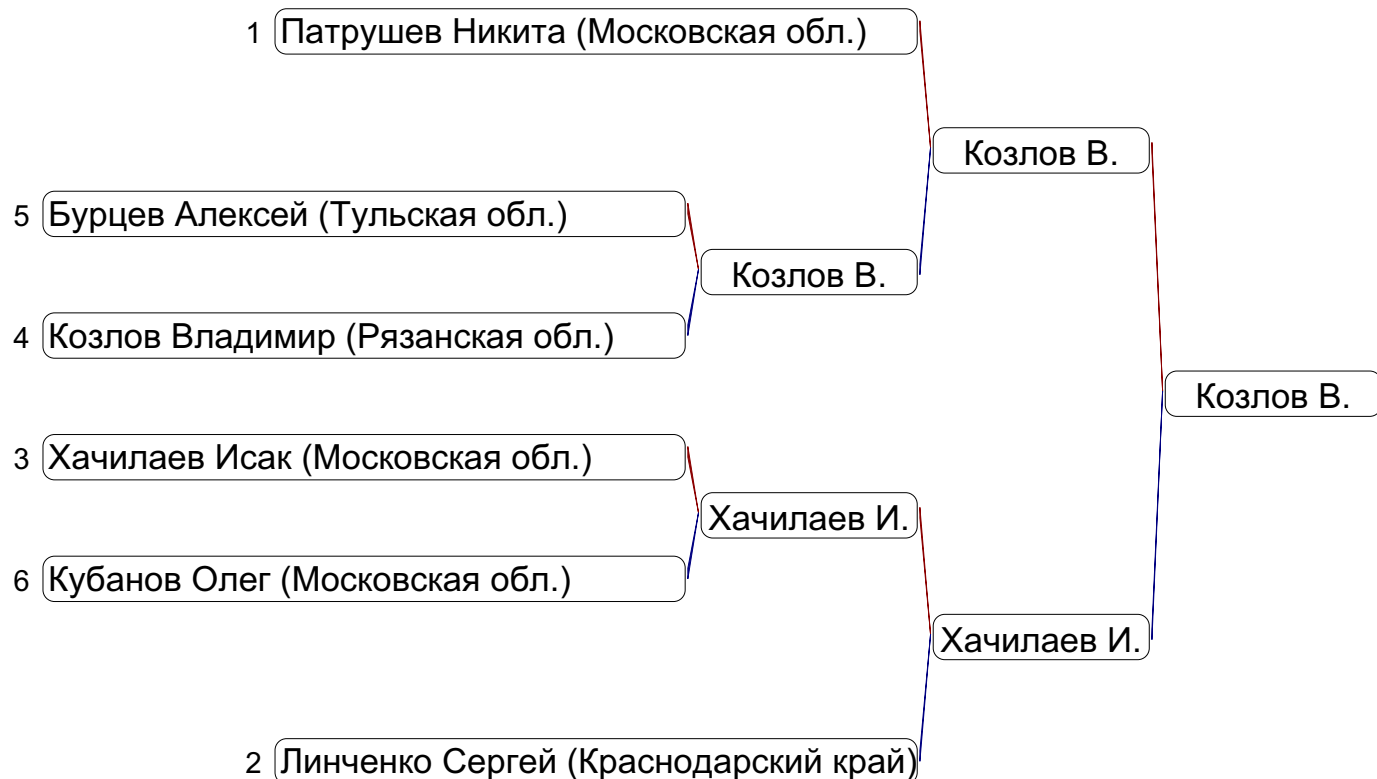 1 Патрушев Никита (Московская обл.)
Козлов В.
5 Бурцев Алексей (Тульская обл.)
Козлов В.
4 Козлов Владимир (Рязанская обл.)
Козлов В.
3 Хачилаев Исак (Московская обл.)
Хачилаев И.
6 Кубанов Олег (Московская обл.)
Хачилаев И.
2 Линченко Сергей (Краснодарский край)